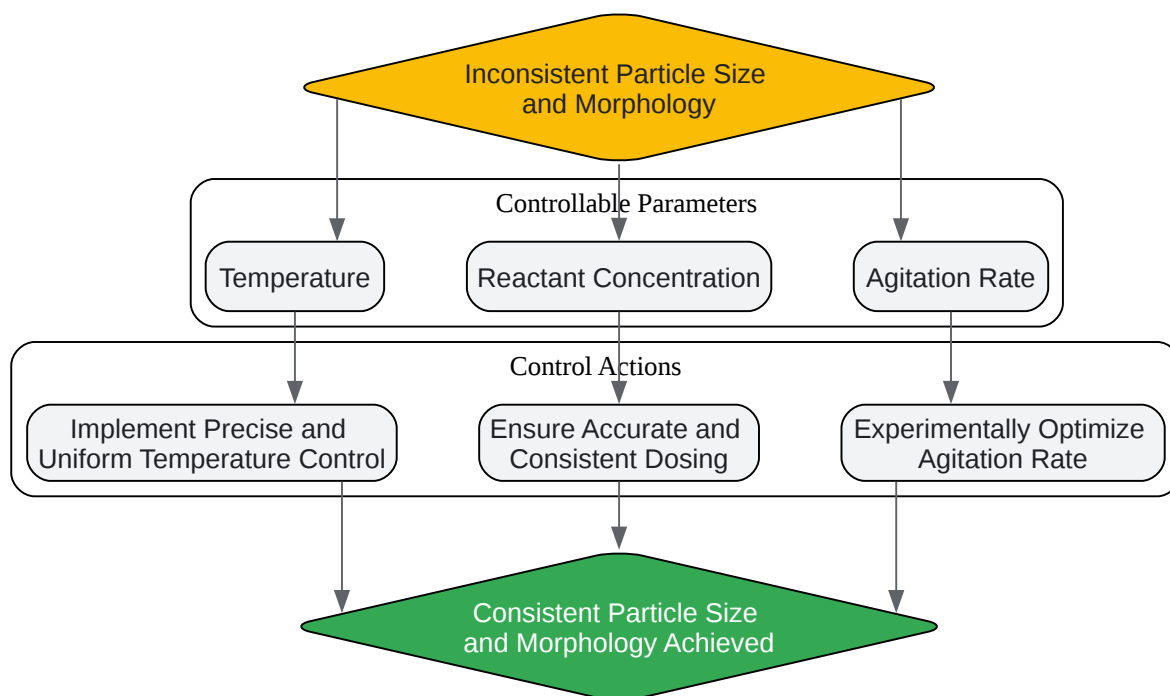 Inconsistent Particle Size
and Morphology
Controllable Parameters
Temperature
Reactant Concentration
Agitation Rate
Control Actions
Implement Precise and
Uniform Temperature Control
Ensure Accurate and
Consistent Dosing
Experimentally Optimize
Agitation Rate
Consistent Particle Size
and Morphology Achieved